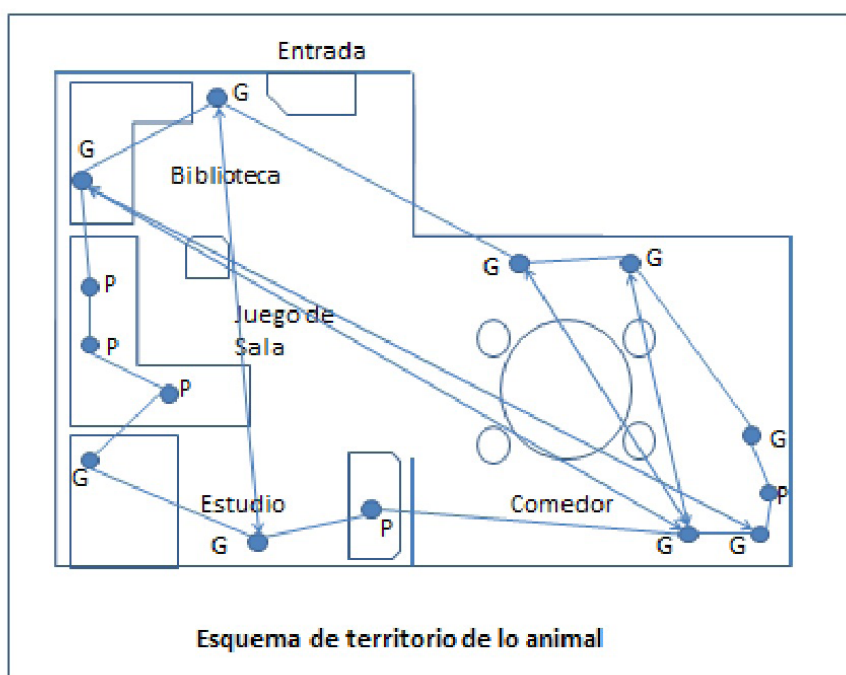 Entrada
G
G
Biblioteca
G
G
P
Juego de
Sala
P
P
G
P
G
Estudio
Comedor
P
G
G
G
Esquema de territorio de lo animal